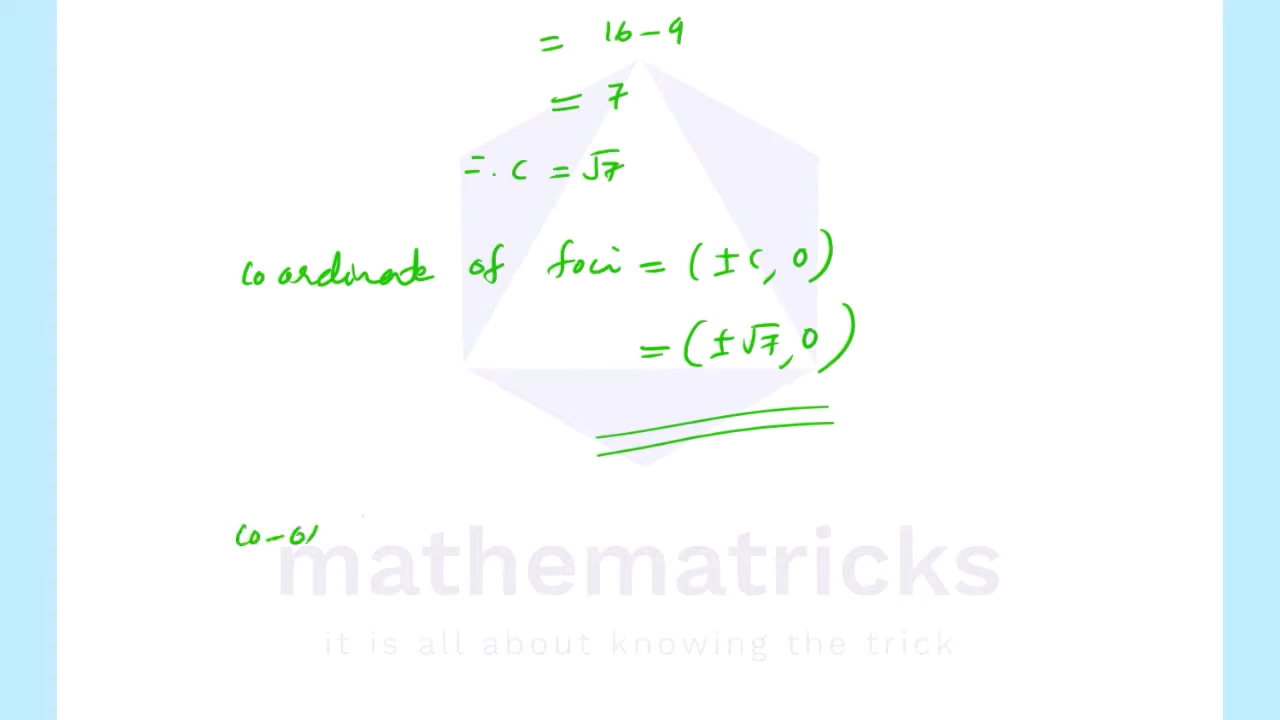 = 16 - 9
= 7
∴ c = √7
coordinate of foci = (± c, 0)
= (± √7, 0)
co-or
mathematricks
it is all about knowing the trick